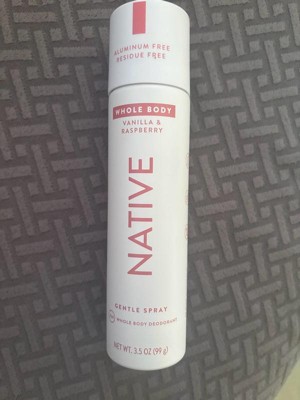 ALUMINUM FREE
RESIDUE FREE
WHOLE BODY
VANILLA &
RASPBERRY
NATIVE
GENTLE SPRAY
WHOLE BODY DEODORANT
NET WT. 3.5 OZ (99 g)